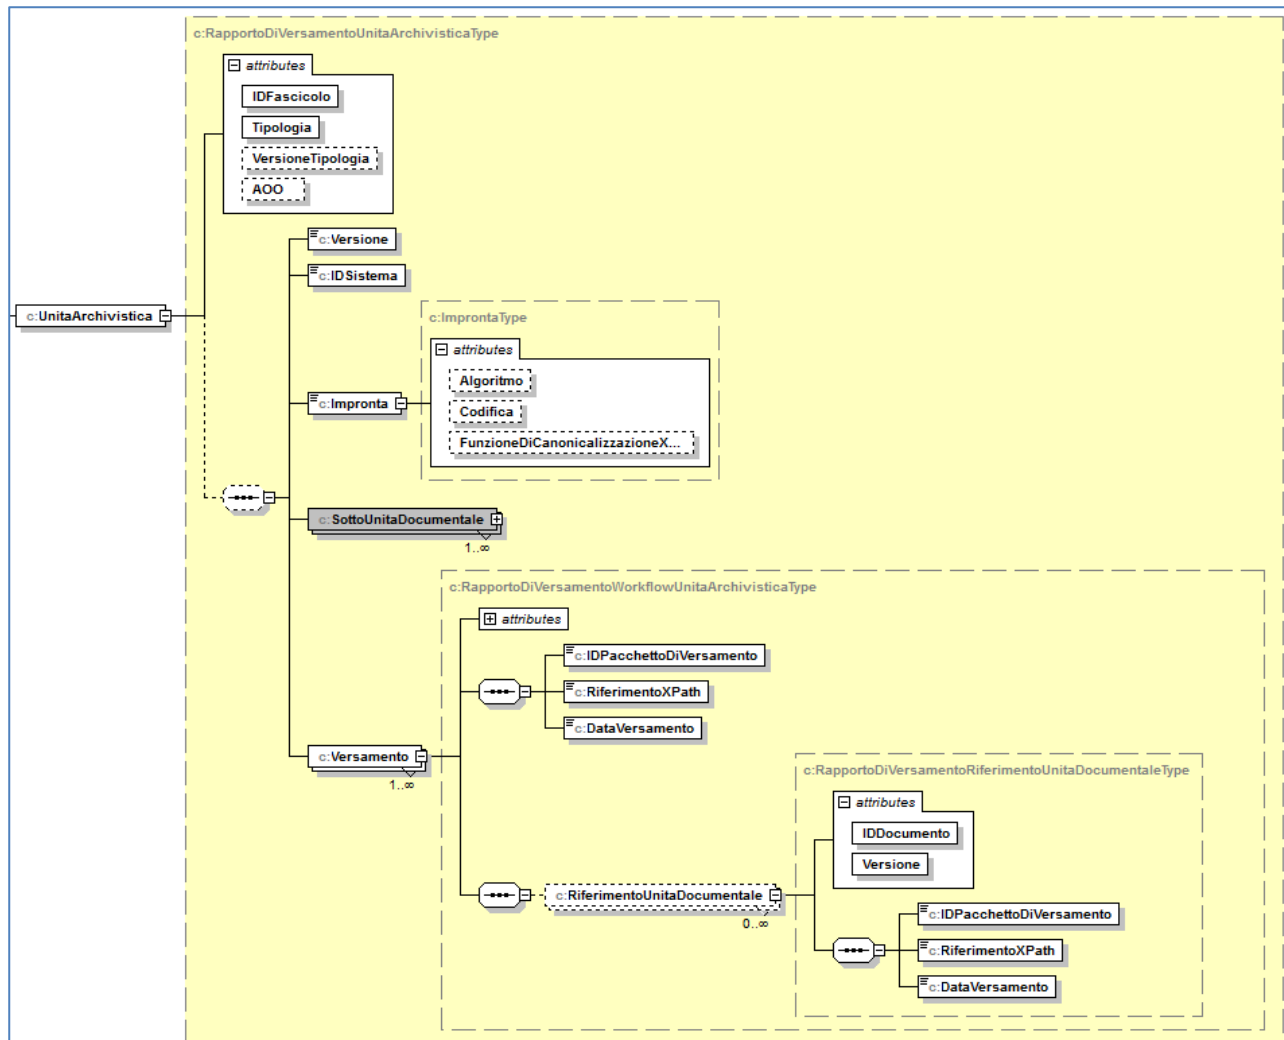 c:RapportoDiVersamentoUnitaArchivisticaType
attributes
IDFascicolo
Tipologia
VersioneTipologia
AOO
c:Versione
c:IDSistema
c:UnitaArchivistica
c:ImprontaType
attributes
Algoritmo
c:Impronta
Codifica
FunzioneDiCanonicalizzazioneX...
c:SottoUnitaDocumentale
1..∞
c:RapportoDiVersamentoWorkflowUnitaArchivisticaType
attributes
c:IDPacchettoDiVersamento
c:RiferimentoXPath
c:DataVersamento
c:Versamento
1..∞
c:RapportoDiVersamentoRiferimentoUnitaDocumentaleType
attributes
IDDocumento
Versione
c:RiferimentoUnitaDocumentale
0..∞
c:IDPacchettoDiVersamento
c:RiferimentoXPath
c:DataVersamento